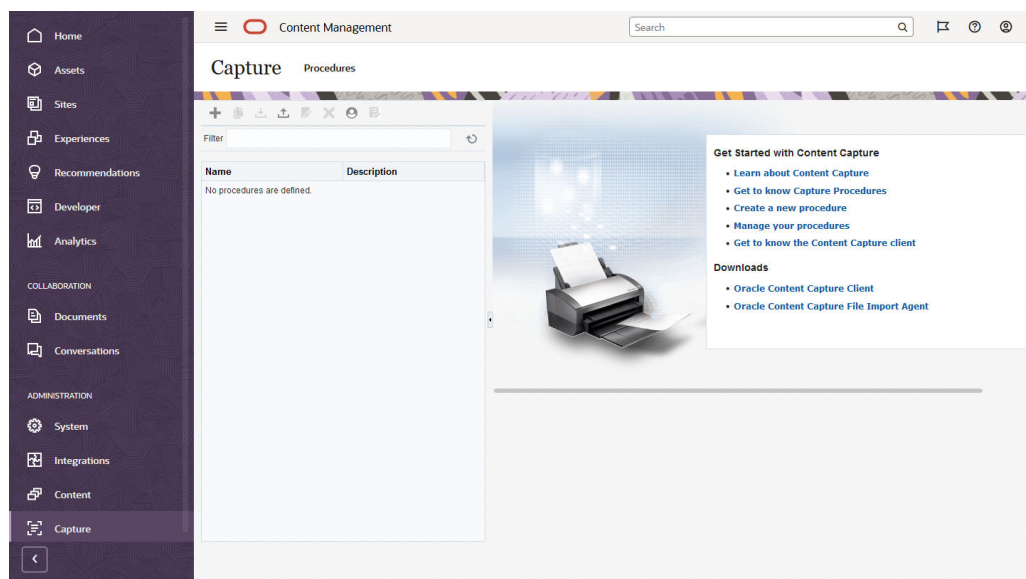 Home
Assets
Sites
Experiences
Recommendations
Developer
Analytics
COLLABORATION
Documents
Conversations
ADMINISTRATION
System
Integrations
Content
Capture
Content Management
Search
Capture Procedures
Filter
Name Description
No procedures are defined.
Get Started with Content Capture
• Learn about Content Capture
• Get to know Capture Procedures
• Create a new procedure
• Manage your procedures
• Get to know the Content Capture client
Downloads
• Oracle Content Capture Client
• Oracle Content Capture File Import Agent